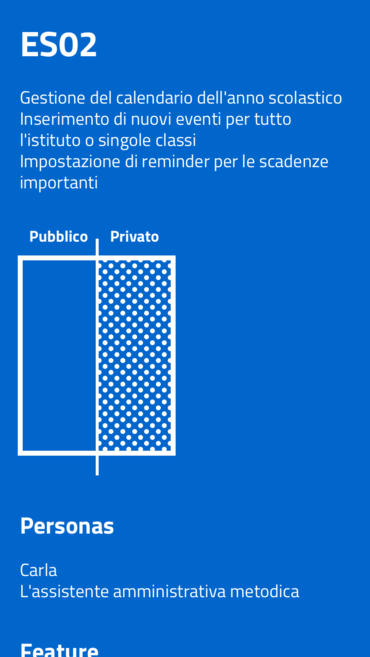 ES02
Gestione del calendario dell'anno scolastico
Inserimento di nuovi eventi per tutto
l'istituto o singole classi
Impostazione di reminder per le scadenze
importanti
Pubblico Privato
Personas
Carla
L'assistente amministrativa metodica
Feature